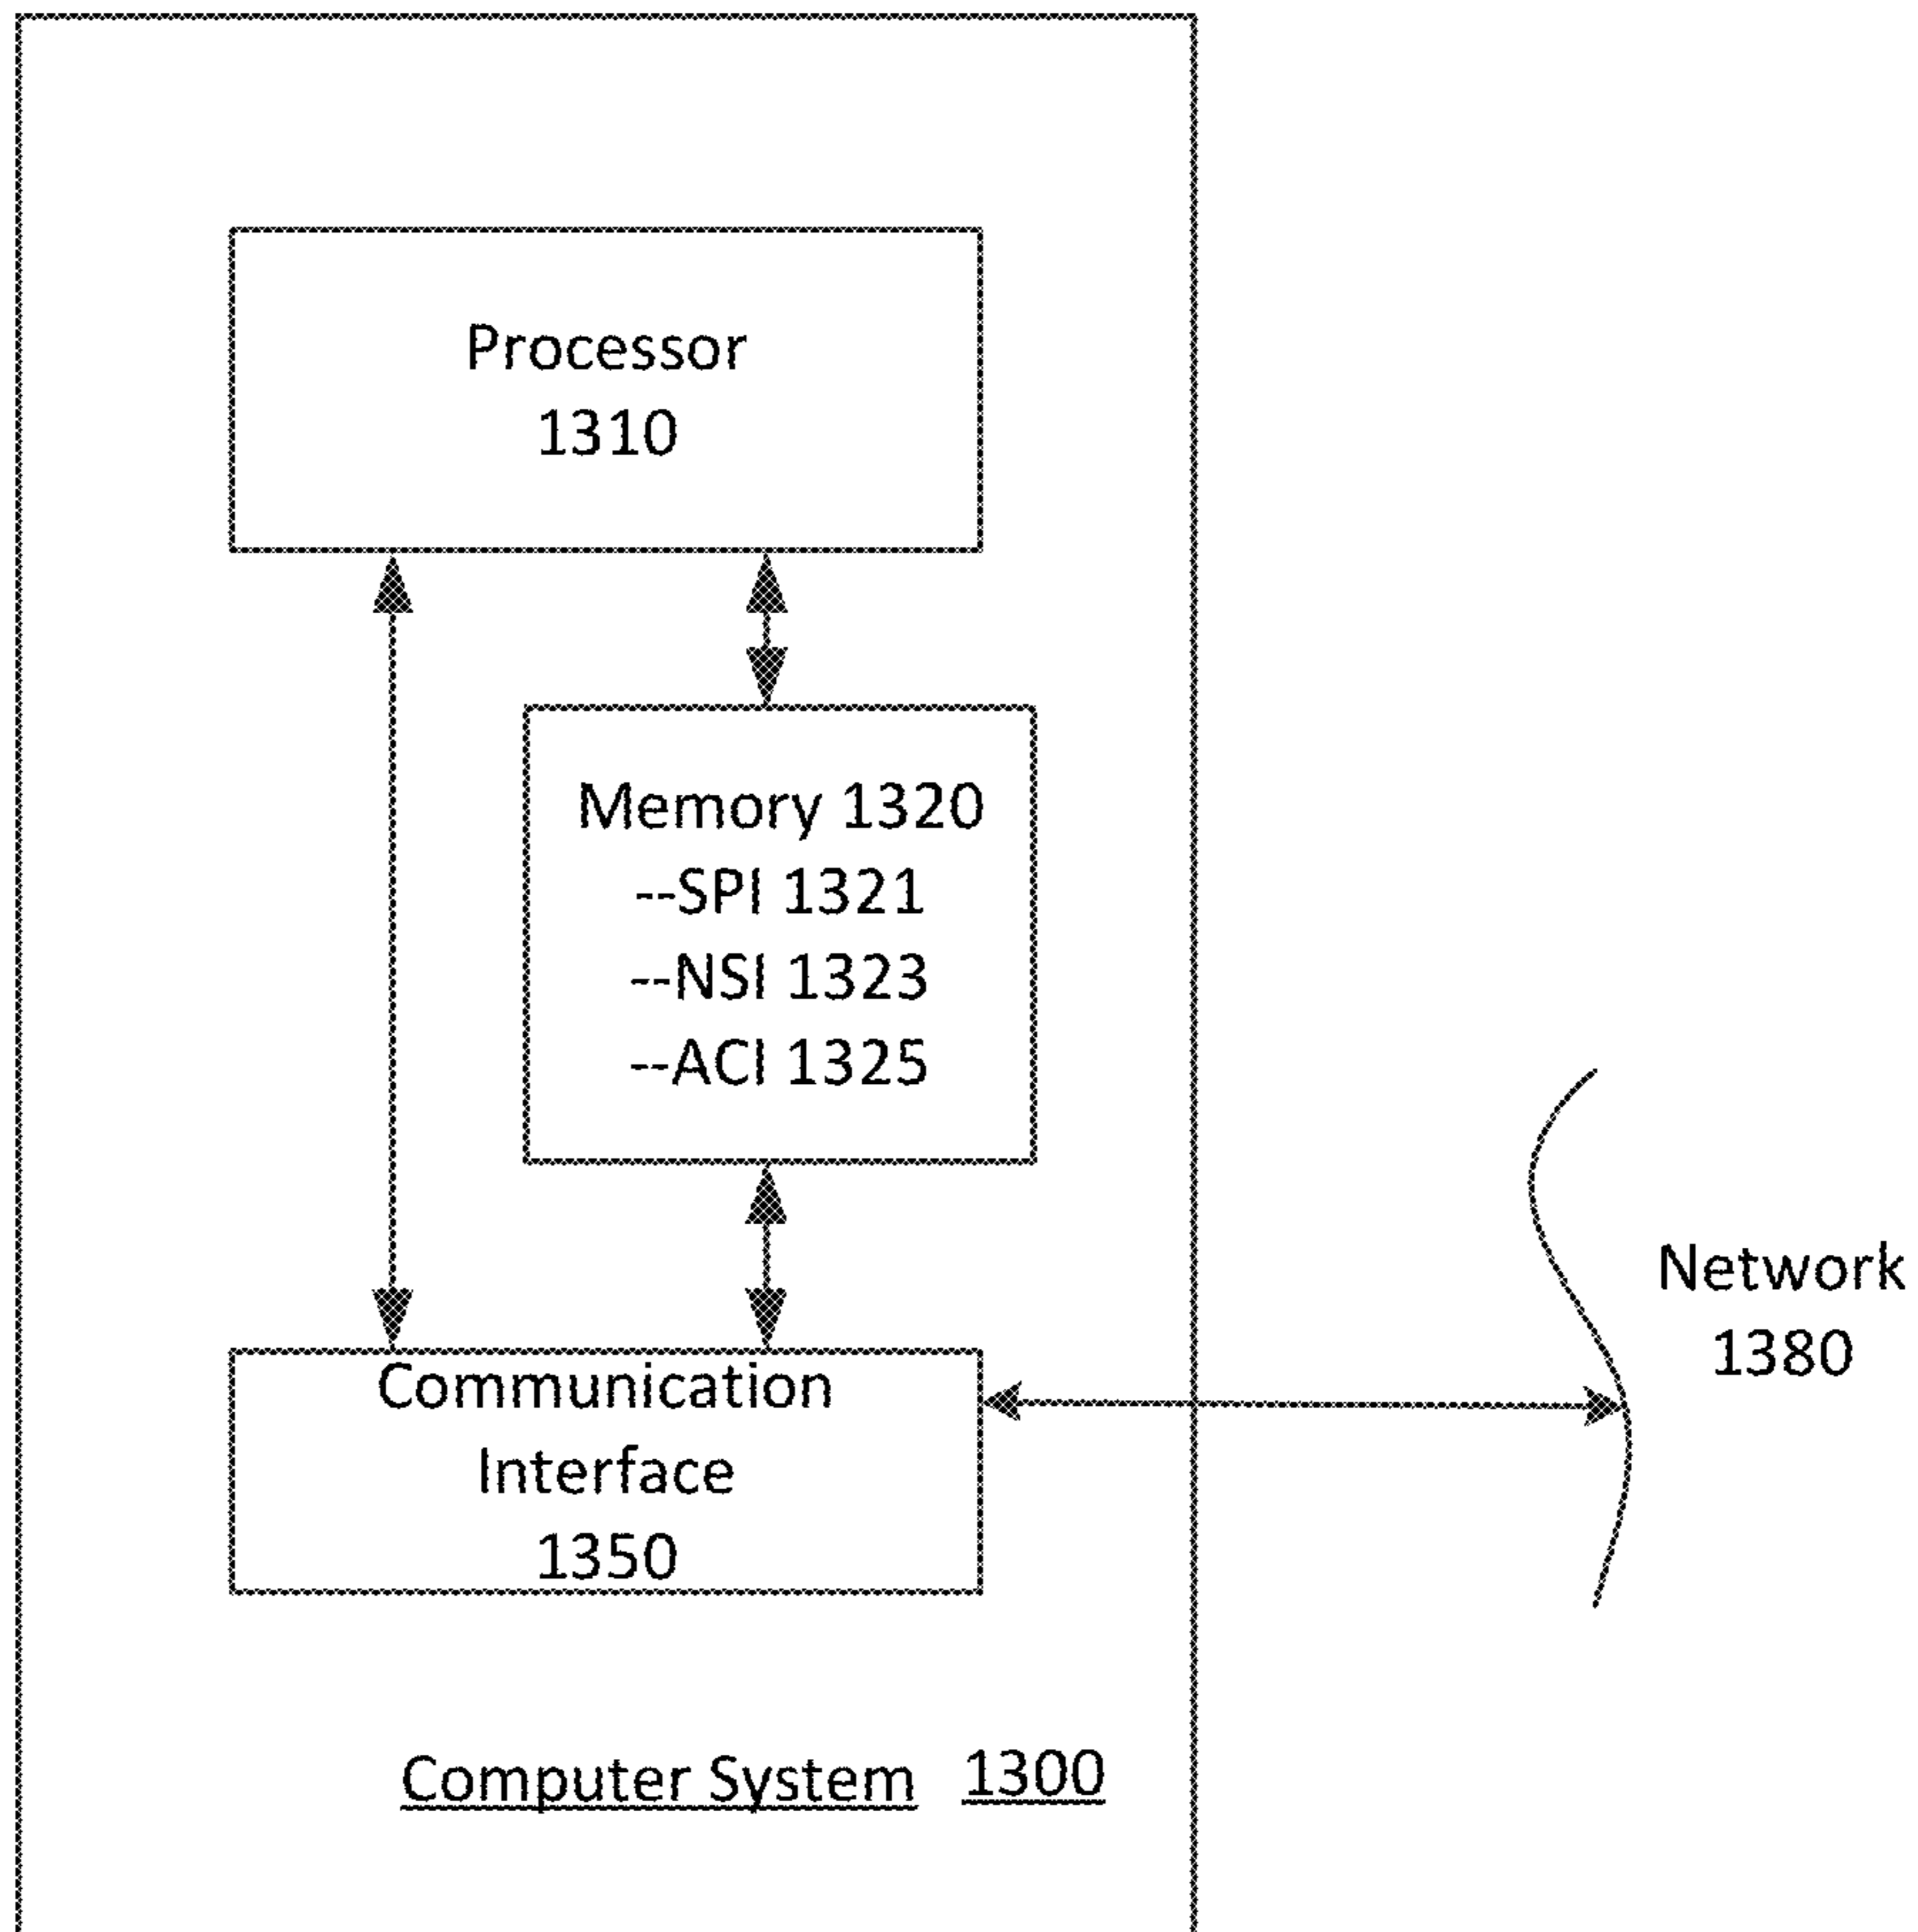 Processor
1310
Memory 1320
--SPI 1321
--NSI 1323
--ACI 1325
Network
1380
Communication
Interface
1350
Computer System 1300